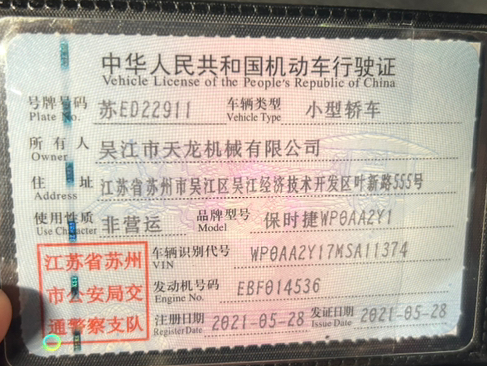 中华人民共和国机动车行驶证
Vehicle License of the People's Republic of China
号牌号码 苏ED22911 车辆类型 小型轿车
Plate No. Vehicle Type
所有人 吴江市天龙机械有限公司
Owner
住址 江苏省苏州市吴江区吴江经济技术开发区叶新路555号
Address
使用性质 非营运 品牌型号 保时捷WP0AA2Y1
Use Character Model
江苏省苏州市公安局交通警察支队
车辆识别代号 WP0AA2Y17MSA11374
VIN
发动机号码 EBF014536
Engine No.
注册日期 2021-05-28 发证日期 2021-05-28
Register Date Issue Date